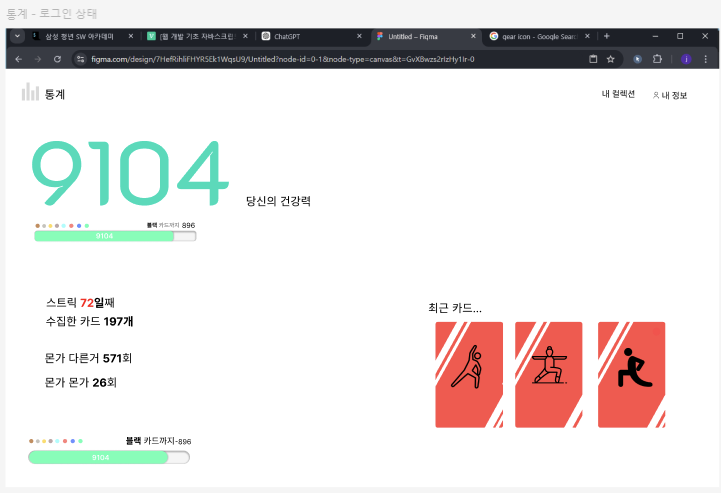 통계 - 로그인 상태
삼성 청년 SW 아카데미
[웹 개발 기초 자바스크립트
ChatGPT
Untitled – Figma
gear icon - Google Search
figma.com/design/7HefRihliFHYR5Ek1WqsU9/Untitled?node-id=0-1&node-type=canvas&t=GvXBwzs2rIzHy1Ir-0
통계
내 컬렉션
내 정보
9104
당신의 건강력
블랙 카드까지 896
9104
스트릭 72일째
수집한 카드 197개
몬가 다른거 571회
몬가 몬가 26회
최근 카드...
블랙 카드까지-896
9104